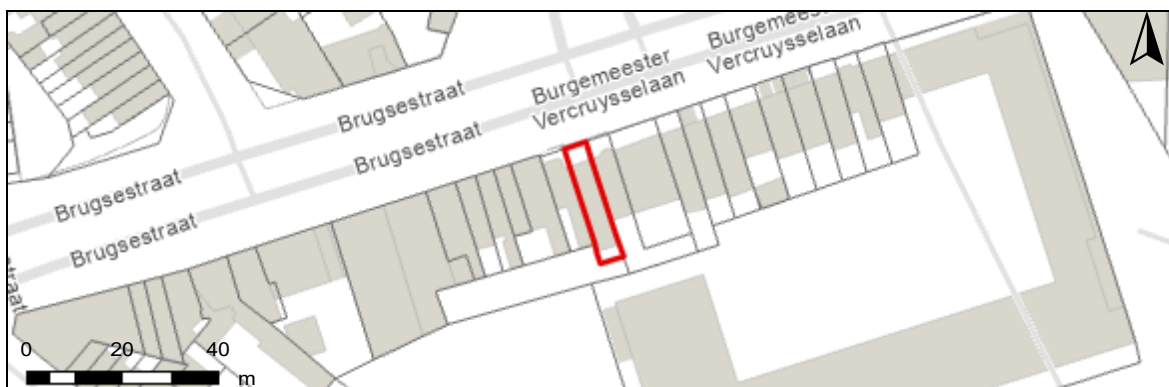 Burgemeester
Vercruysselaan
Burgemeester
Vercruysselaan
Brugsestraat
Brugsestraat
Brugsestraat
Brugsestraat
0 20 40
m